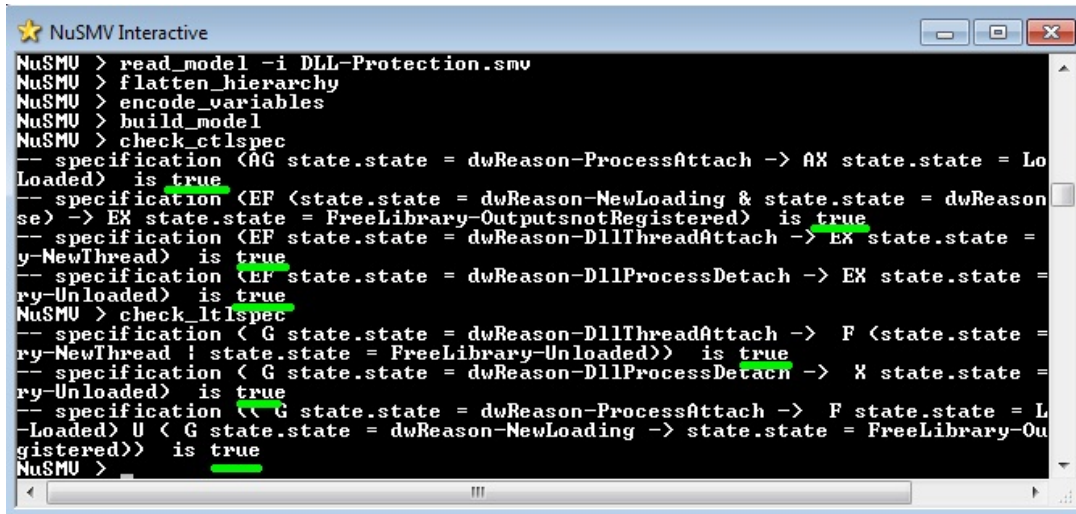 NuSMV Interactive
NuSMV > read_model -i DLL-Protection.smv
NuSMV > flatten_hierarchy
NuSMV > encode_variables
NuSMV > build_model
NuSMV > check_ctlspec
-- specification (AG state.state = dwReason-ProcessAttach -> AX state.state = Lo
Loaded)  is true
-- specification (EF (state.state = dwReason-NewLoading & state.state = dwReason
se) -> EX state.state = FreeLibrary-OutputsnotRegistered)  is true
-- specification (EF state.state = dwReason-DllThreadAttach -> EX state.state =
y-NewThread)  is true
-- specification (EF state.state = dwReason-DllProcessDetach -> EX state.state =
ry-Unloaded)  is true
NuSMV > check_ltlspec
-- specification ( G state.state = dwReason-DllThreadAttach ->  F (state.state =
ry-NewThread | state.state = FreeLibrary-Unloaded))  is true
-- specification ( G state.state = dwReason-DllProcessDetach ->  X state.state =
ry-Unloaded)  is true
-- specification (( G state.state = dwReason-ProcessAttach ->  F state.state = L
-Loaded) U ( G state.state = dwReason-NewLoading -> state.state = FreeLibrary-Ou
gistered))  is true
NuSMV > _